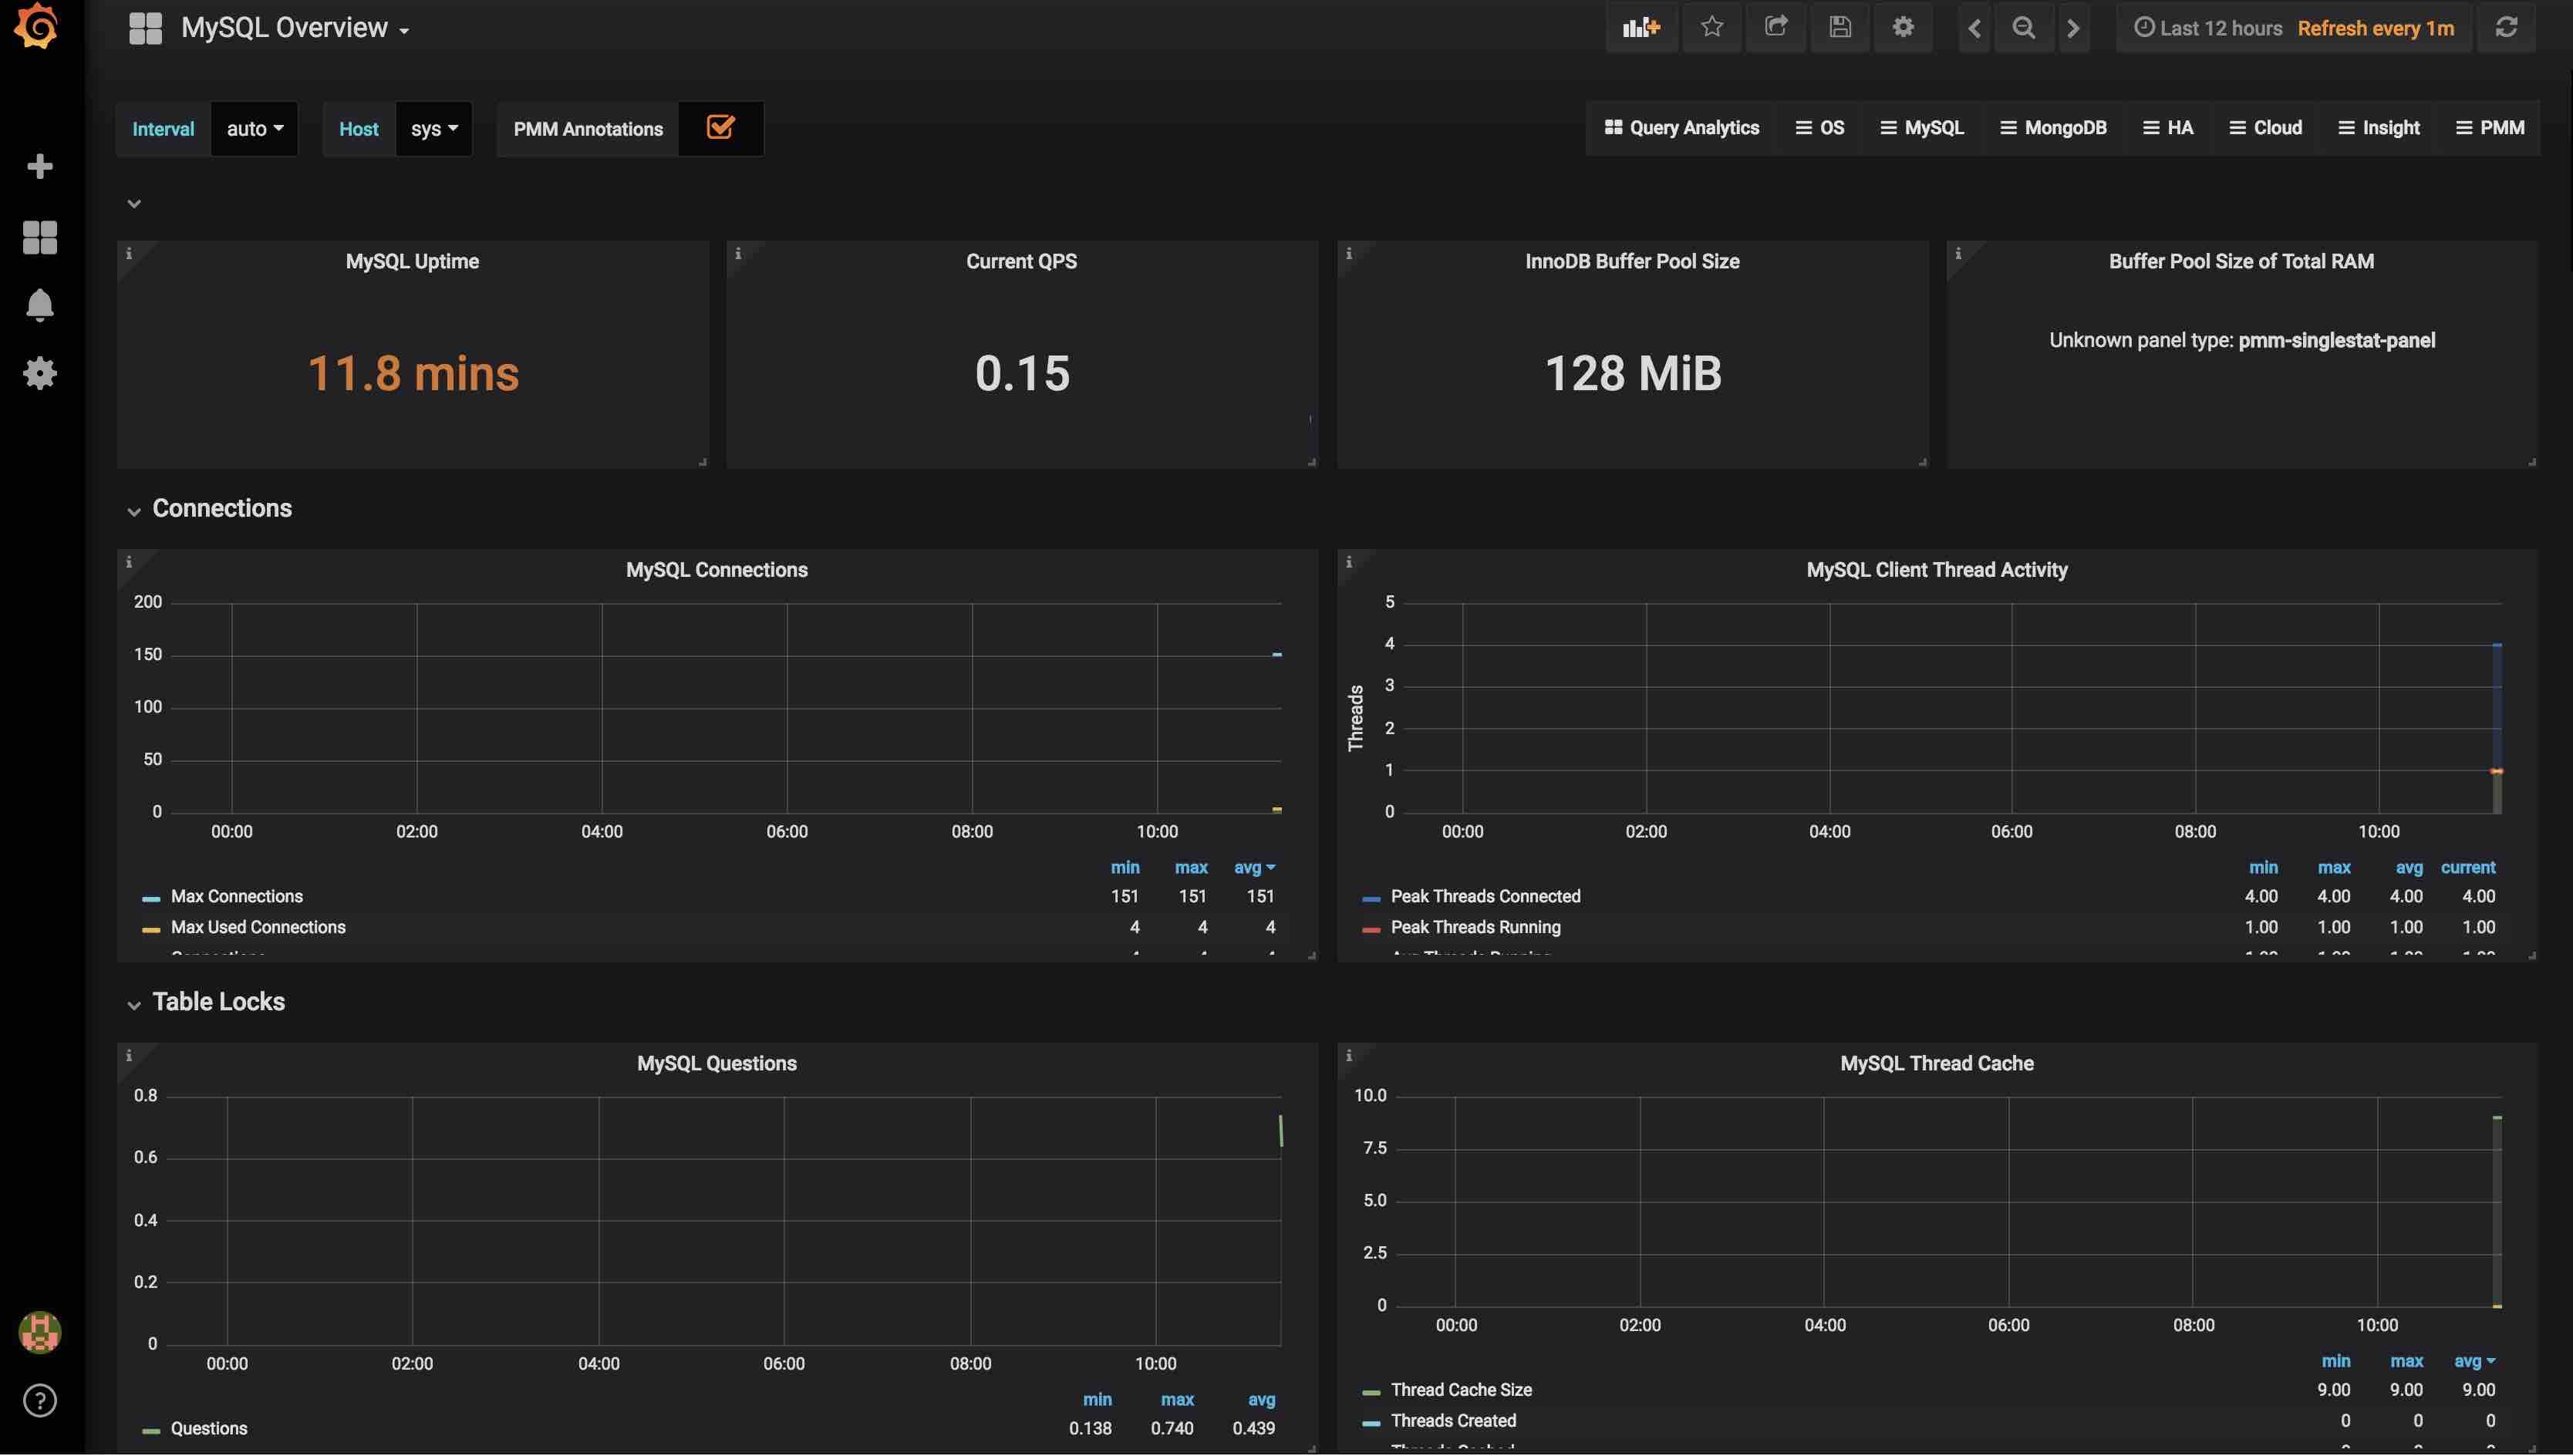 MySQL Overview
Last 12 hours Refresh every 1m
Interval auto Host sys PMM Annotations
Query Analytics OS MySQL MongoDB HA Cloud Insight PMM
MySQL Uptime
11.8 mins
Current QPS
0.15
InnoDB Buffer Pool Size
128 MiB
Buffer Pool Size of Total RAM
Unknown panel type: pmm-singlestat-panel
Connections
MySQL Connections
200
150
100
50
0
00:00 02:00 04:00 06:00 08:00 10:00
min max avg
Max Connections 151 151 151
Max Used Connections 4 4 4
MySQL Client Thread Activity
Threads
5
4
3
2
1
0
00:00 02:00 04:00 06:00 08:00 10:00
min max avg current
Peak Threads Connected 4.00 4.00 4.00 4.00
Peak Threads Running 1.00 1.00 1.00 1.00
Table Locks
MySQL Questions
0.8
0.6
0.4
0.2
0
00:00 02:00 04:00 06:00 08:00 10:00
min max avg
Questions 0.138 0.740 0.439
MySQL Thread Cache
10.0
7.5
5.0
2.5
0
00:00 02:00 04:00 06:00 08:00 10:00
min max avg
Thread Cache Size 9.00 9.00 9.00
Threads Created 0 0 0